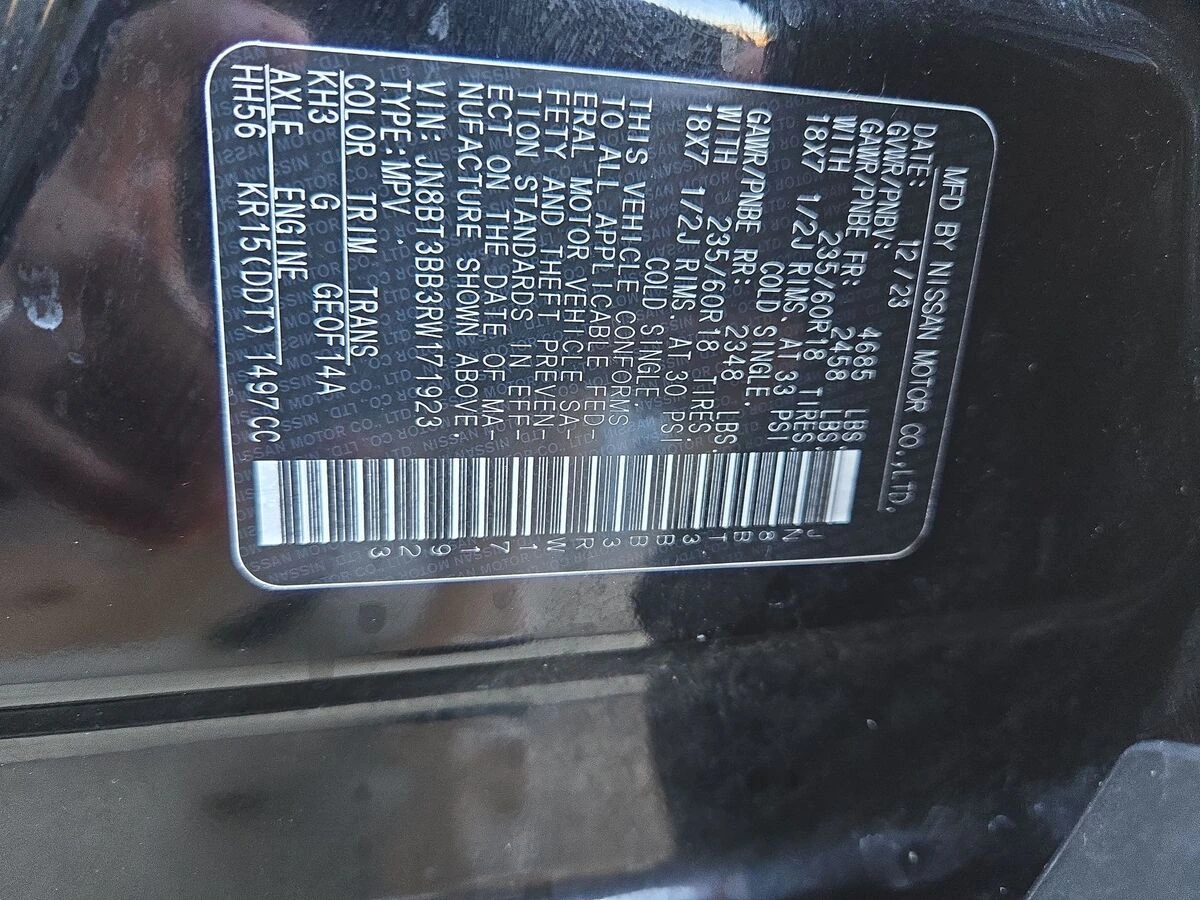 MFD BY NISSAN MOTOR CO.,LTD.
DATE: 12/23
GVWR/PNBV: 4685 LBS.
GAWR/PNBE FR: 2458 LBS.
WITH 235/60R18 TIRES,
18X7 1/2J RIMS, AT 33 PSI
COLD SINGLE.
GAWR/PNBE RR: 2348 LBS.
WITH 235/60R18 TIRES,
18X7 1/2J RIMS, AT 30 PSI
COLD SINGLE.
THIS VEHICLE CONFORMS
TO ALL APPLICABLE FED-
ERAL MOTOR VEHICLE SA-
FETY AND THEFT PREVEN-
TION STANDARDS IN EFF-
ECT ON THE DATE OF MA-
NUFACTURE SHOWN ABOVE.
VIN: JN8BT3BB3RW171923
TYPE:MPV
COLOR TRIM TRANS
KH3 G GE0F14A
AXLE ENGINE
HH56 KR15(DDT) 1497CC
JN8BT3BB3RW171923